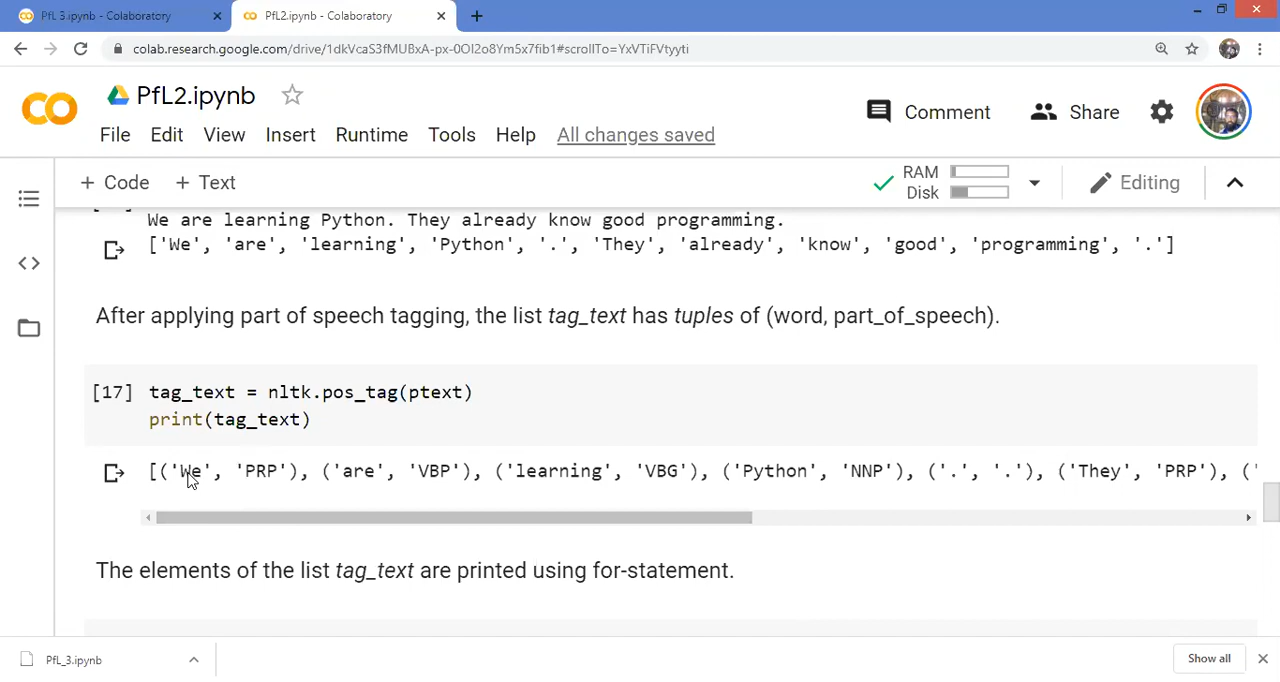 PfL 3.ipynb - Colaboratory
PfL2.ipynb - Colaboratory
colab.research.google.com/drive/1dkVcaS3fMUBxA-px-0Ol2o8Ym5x7fib1#scrollTo=YxVTiFVtyyti
PfL2.ipynb
Comment
Share
File Edit View Insert Runtime Tools Help All changes saved
+ Code + Text
RAM
Disk
Editing
We are learning Python. They already know good programming.
['We', 'are', 'learning', 'Python', '.', 'They', 'already', 'know', 'good', 'programming', '.']
After applying part of speech tagging, the list tag_text has tuples of (word, part_of_speech).
[17] tag_text = nltk.pos_tag(ptext)
print(tag_text)
[('We', 'PRP'), ('are', 'VBP'), ('learning', 'VBG'), ('Python', 'NNP'), ('.', '.'), ('They', 'PRP'), ('
The elements of the list tag_text are printed using for-statement.
PfL_3.ipynb
Show all